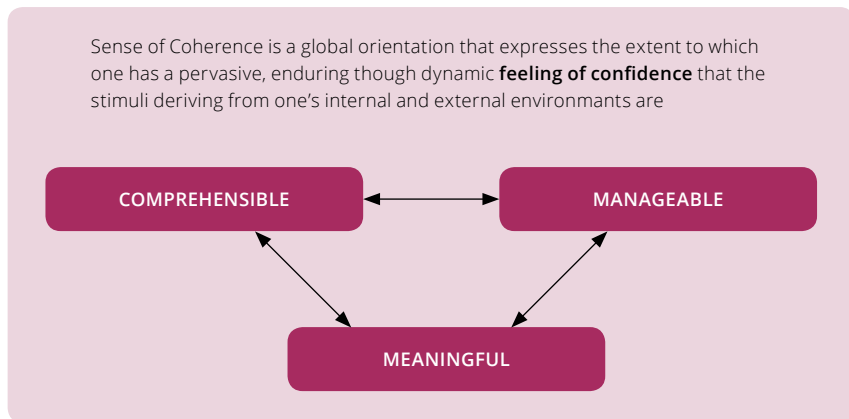 Sense of Coherence is a global orientation that expresses the extent to which
one has a pervasive, enduring though dynamic feeling of confidence that the
stimuli deriving from one’s internal and external environmants are
COMPREHENSIBLE
MANAGEABLE
MEANINGFUL